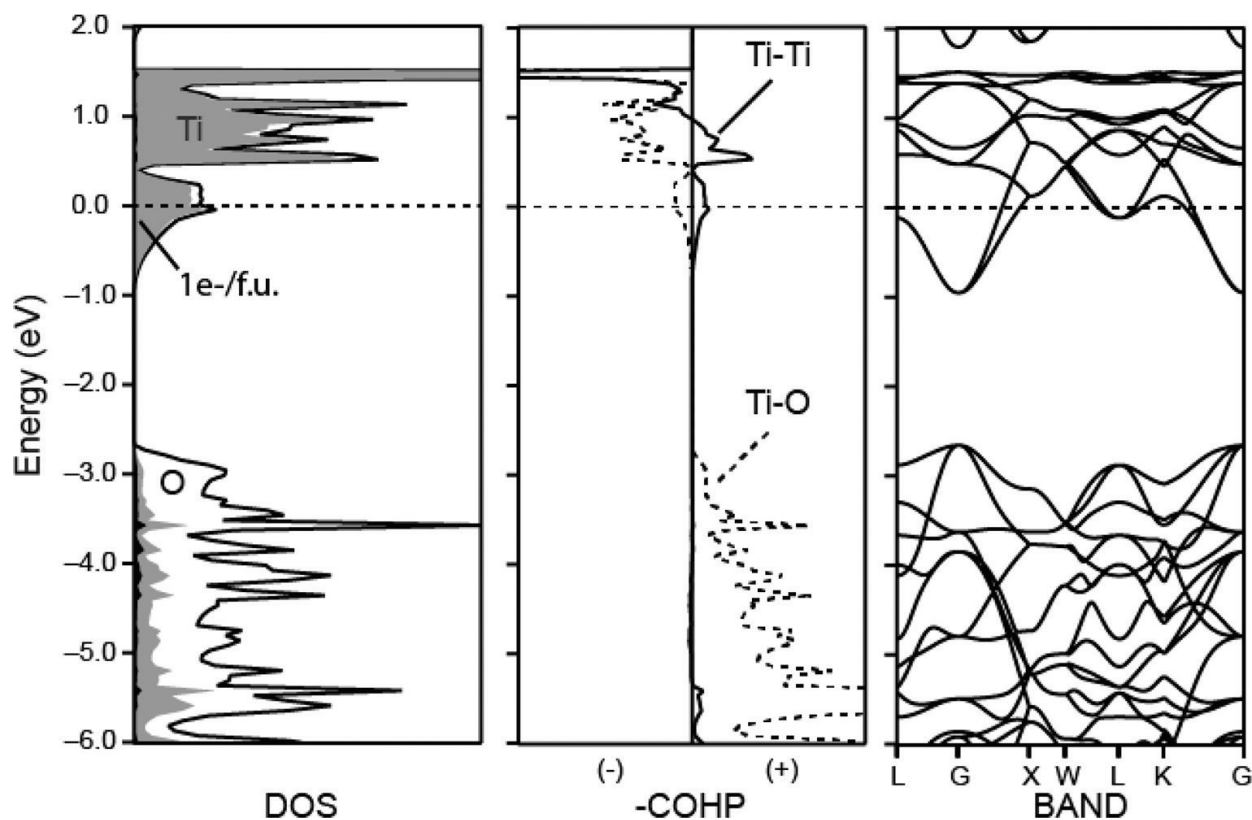 Energy (eV)
2.0
1.0
0.0
–1.0
–2.0
–3.0
–4.0
–5.0
–6.0
Ti
1e-/f.u.
O
DOS
Ti-Ti
Ti-O
(-) (+)
-COHP
L G X W L K G
BAND